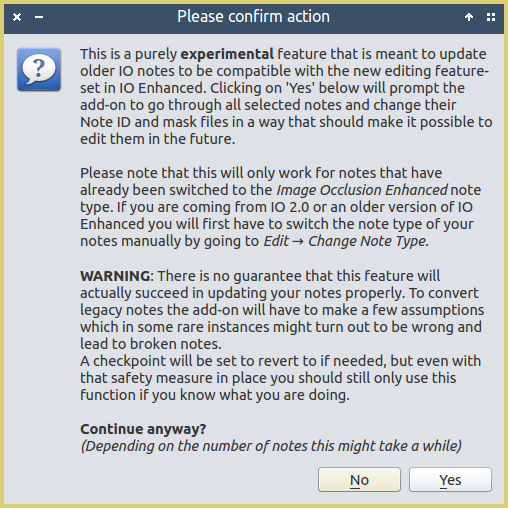 Please confirm action
This is a purely experimental feature that is meant to update
older IO notes to be compatible with the new editing feature-
set in IO Enhanced. Clicking on 'Yes' below will prompt the
add-on to go through all selected notes and change their
Note ID and mask files in a way that should make it possible to
edit them in the future.
Please note that this will only work for notes that have
already been switched to the Image Occlusion Enhanced note
type. If you are coming from IO 2.0 or an older version of IO
Enhanced you will first have to switch the note type of your
notes manually by going to Edit → Change Note Type.
WARNING: There is no guarantee that this feature will
actually succeed in updating your notes properly. To convert
legacy notes the add-on will have to make a few assumptions
which in some rare instances might turn out to be wrong and
lead to broken notes.
A checkpoint will be set to revert to if needed, but even with
that safety measure in place you should still only use this
function if you know what you are doing.
Continue anyway?
(Depending on the number of notes this might take a while)
No Yes